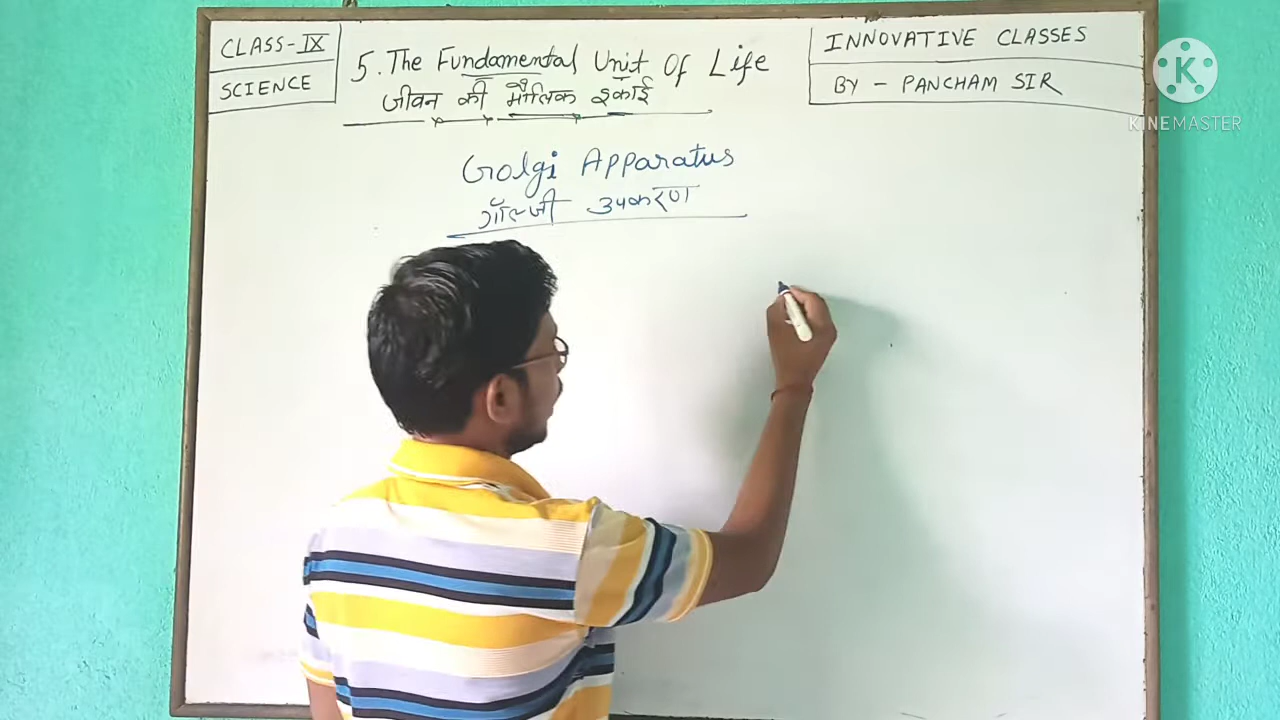 CLASS-IX
SCIENCE
5. The Fundamental Unit Of Life
जीवन की मौलिक इकाई
INNOVATIVE CLASSES
BY - PANCHAM SIR
K
KINEMASTER
Golgi Apparatus
गॉल्जी उपकरण